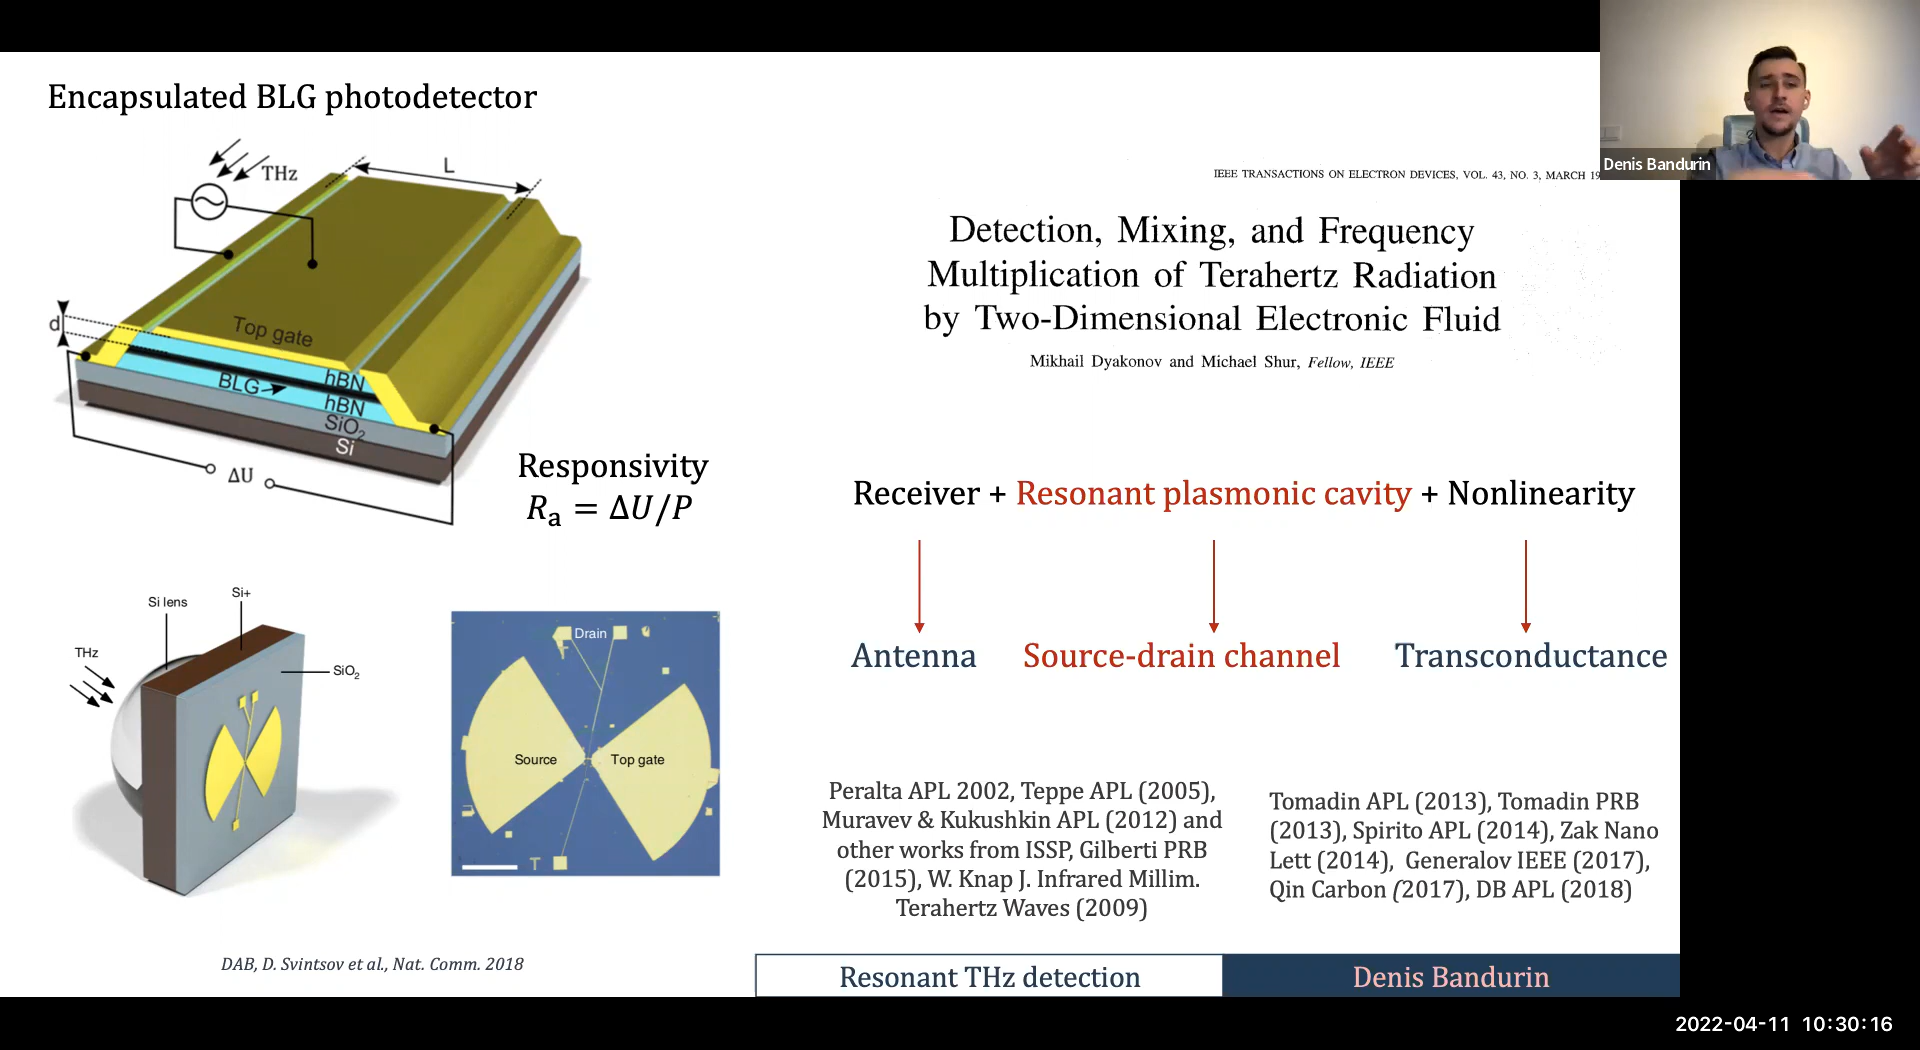 Encapsulated BLG photodetector
THz
L
d
Top gate
hBN
BLG
hBN
SiO2
Si
ΔU
Responsivity
Ra = ΔU/P
Si lens
Si+
THz
SiO2
Drain
Source
Top gate
T
DAB, D. Svintsov et al., Nat. Comm. 2018
IEEE TRANSACTIONS ON ELECTRON DEVICES, VOL. 43, NO. 3, MARCH 19
Detection, Mixing, and Frequency
Multiplication of Terahertz Radiation
by Two-Dimensional Electronic Fluid
Mikhail Dyakonov and Michael Shur, Fellow, IEEE
Receiver + Resonant plasmonic cavity + Nonlinearity
Antenna
Source-drain channel
Transconductance
Peralta APL 2002, Teppe APL (2005),
Muravev & Kukushkin APL (2012) and
other works from ISSP, Gilberti PRB
(2015), W. Knap J. Infrared Millim.
Terahertz Waves (2009)
Tomadin APL (2013), Tomadin PRB
(2013), Spirito APL (2014), Zak Nano
Lett (2014), Generalov IEEE (2017),
Qin Carbon (2017), DB APL (2018)
Resonant THz detection
Denis Bandurin
Denis Bandurin
2022-04-11 10:30:16